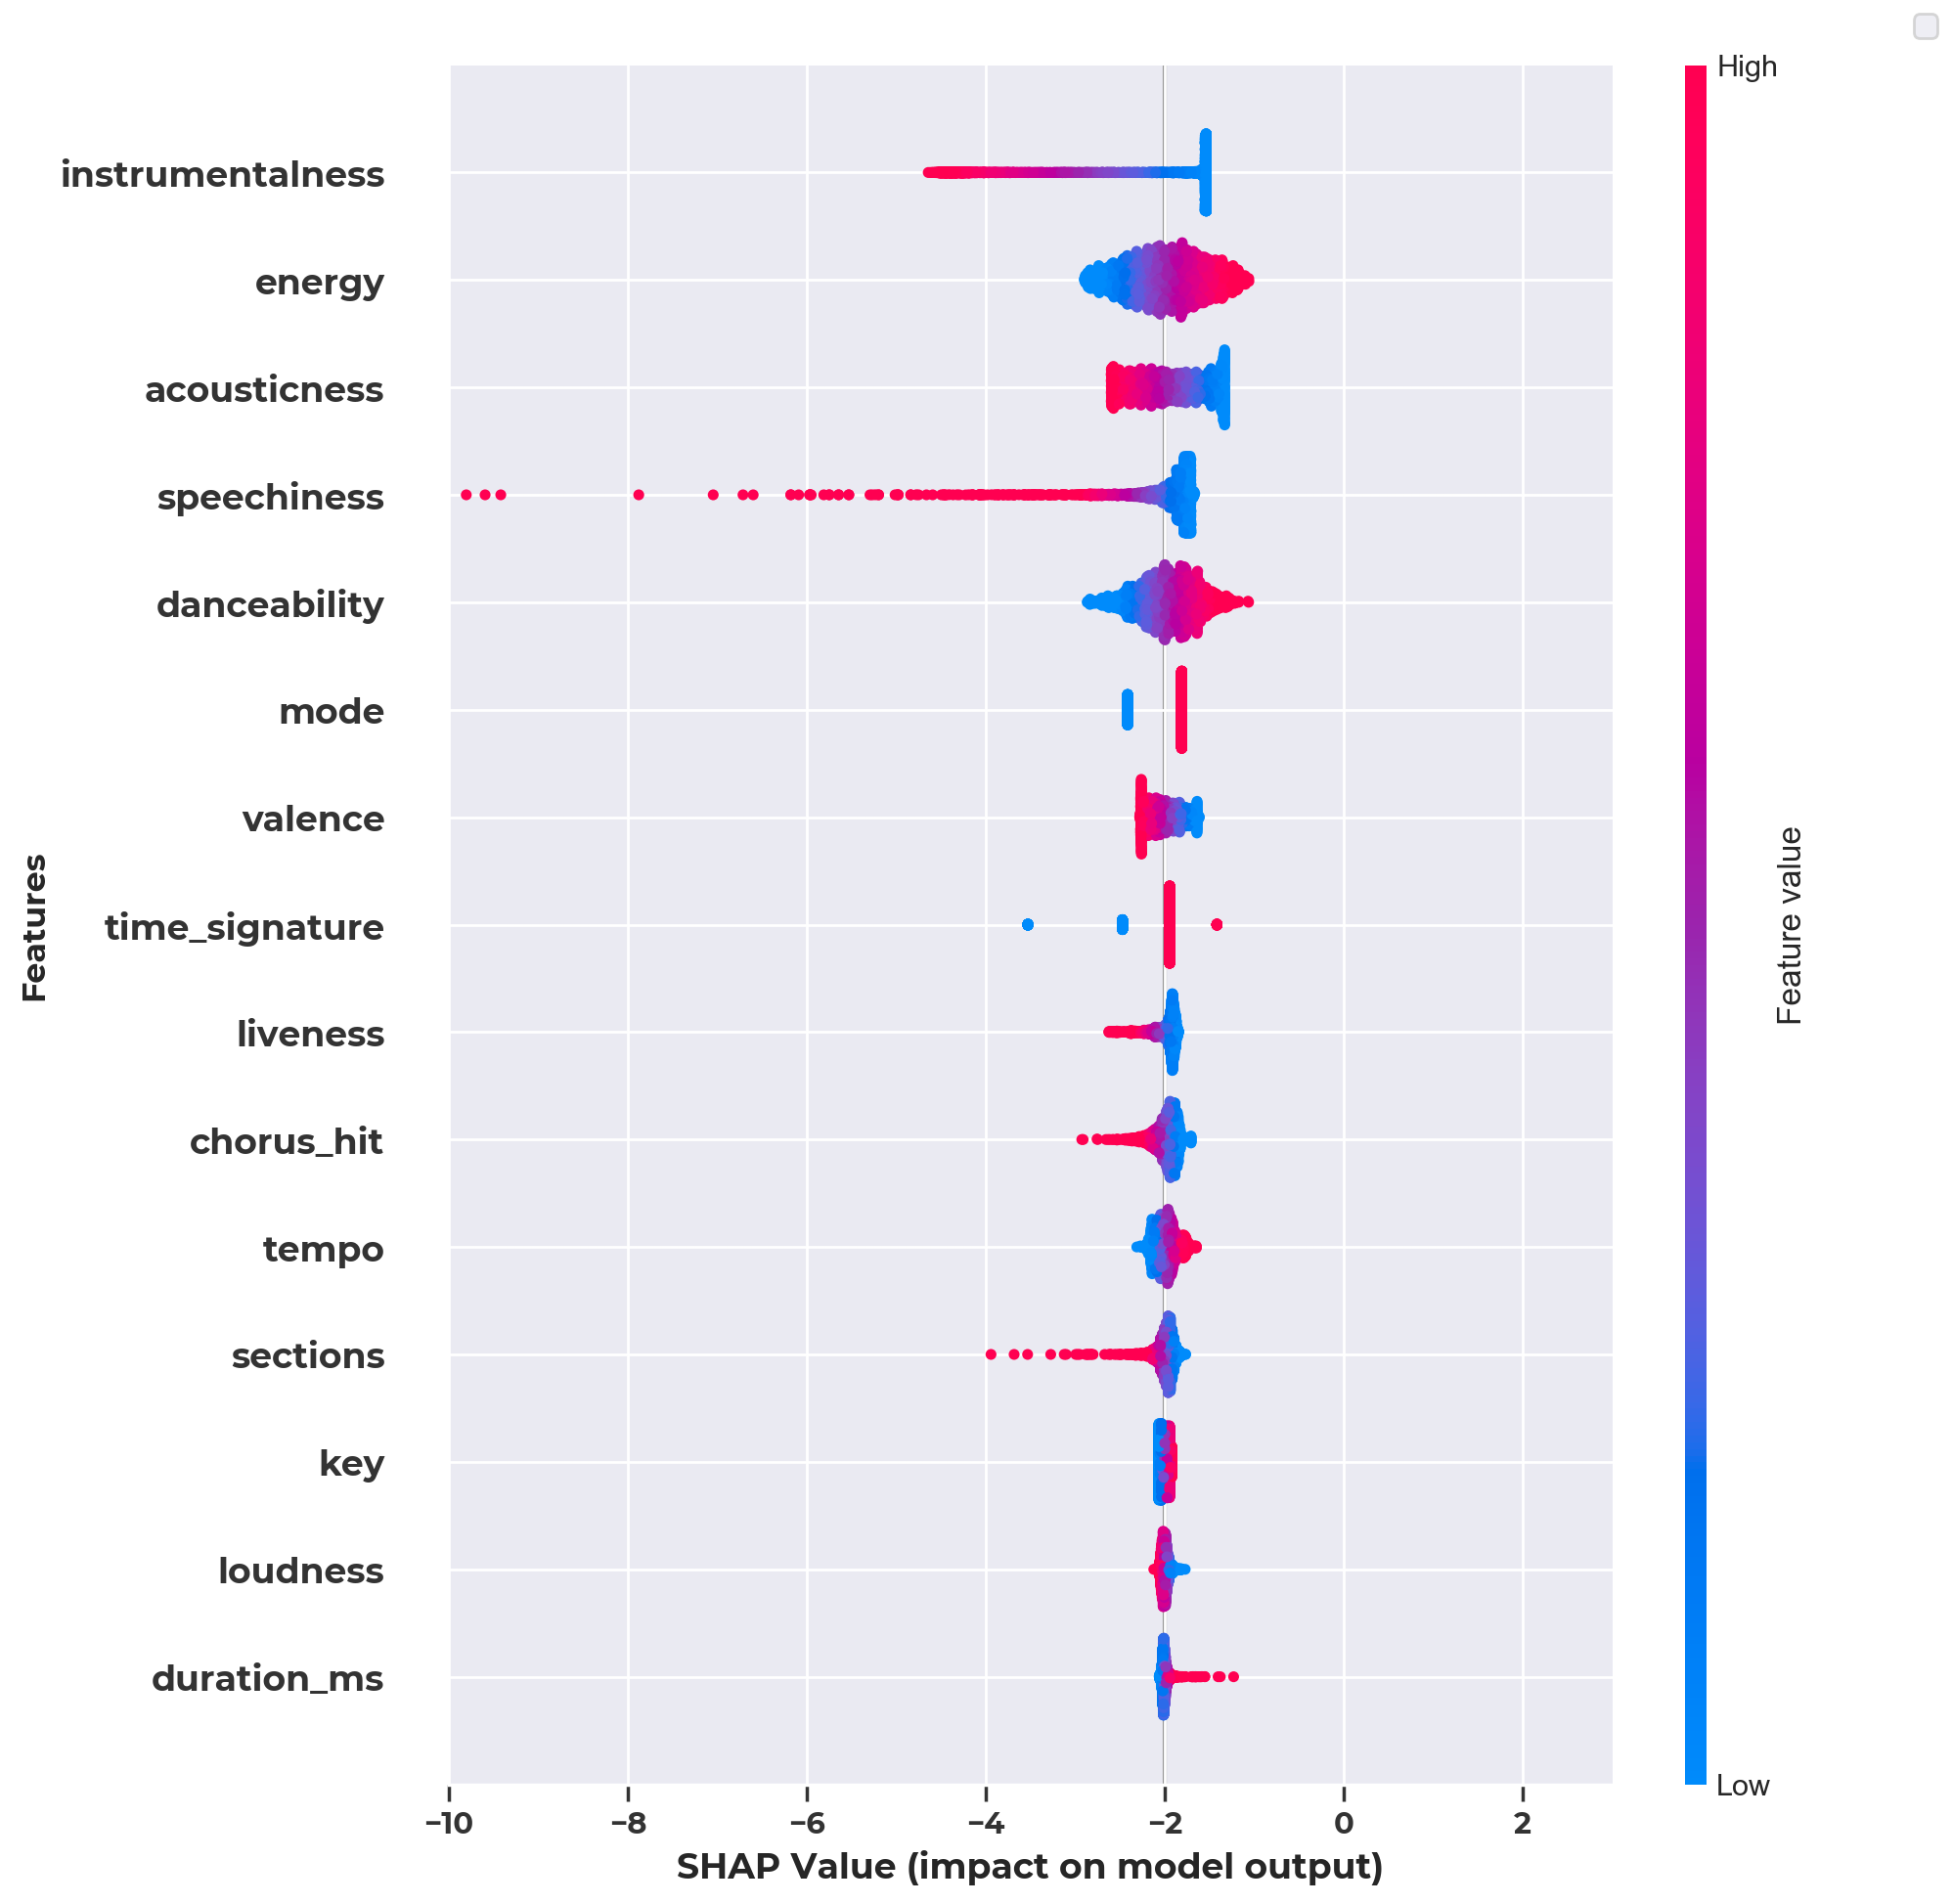 High
instrumentalness
energy
acousticness
speechiness
danceability
mode
valence
time_signature
liveness
chorus_hit
tempo
sections
key
loudness
duration_ms
Features
Feature value
Low
−10 −8 −6 −4 −2 0 2
SHAP Value (impact on model output)